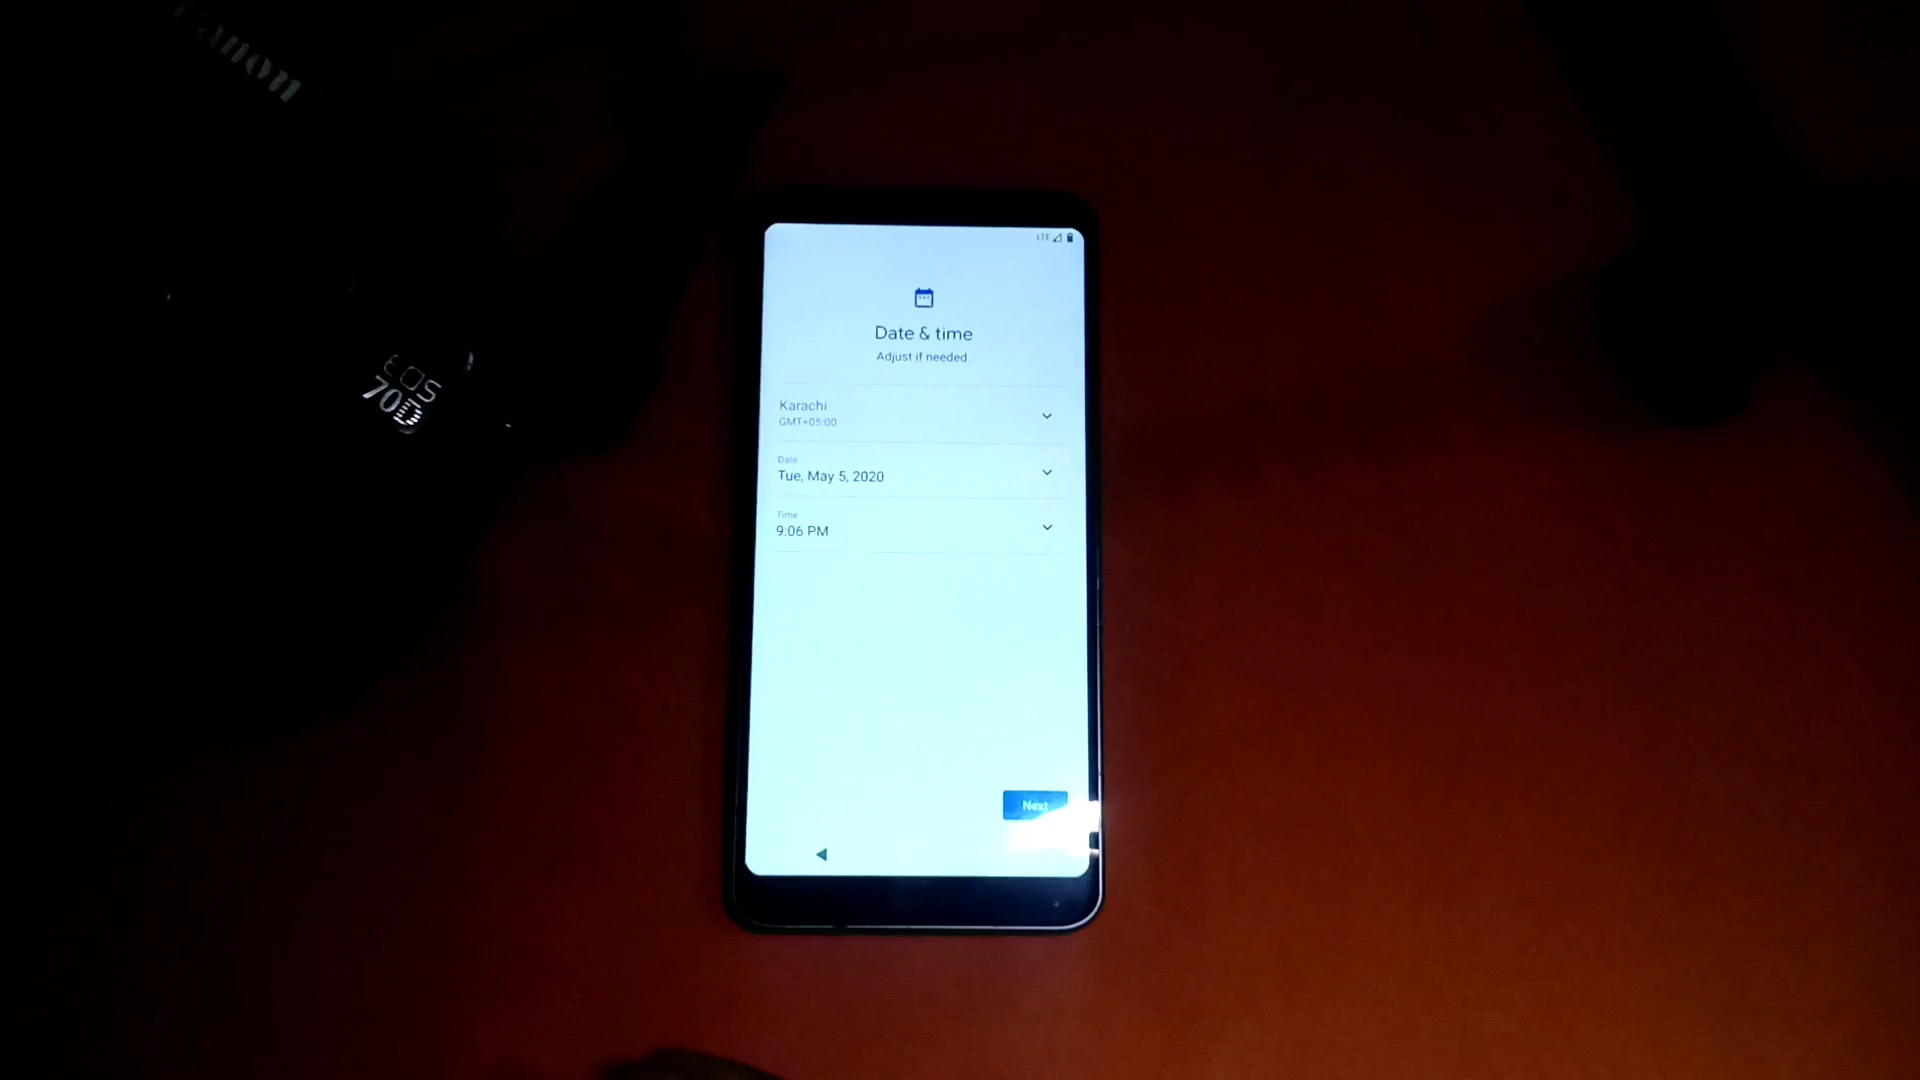 Canon
EOS
70D
LTE
Date & time
Adjust if needed
Karachi
GMT+05:00
Date
Tue, May 5, 2020
Time
9:06 PM
Next